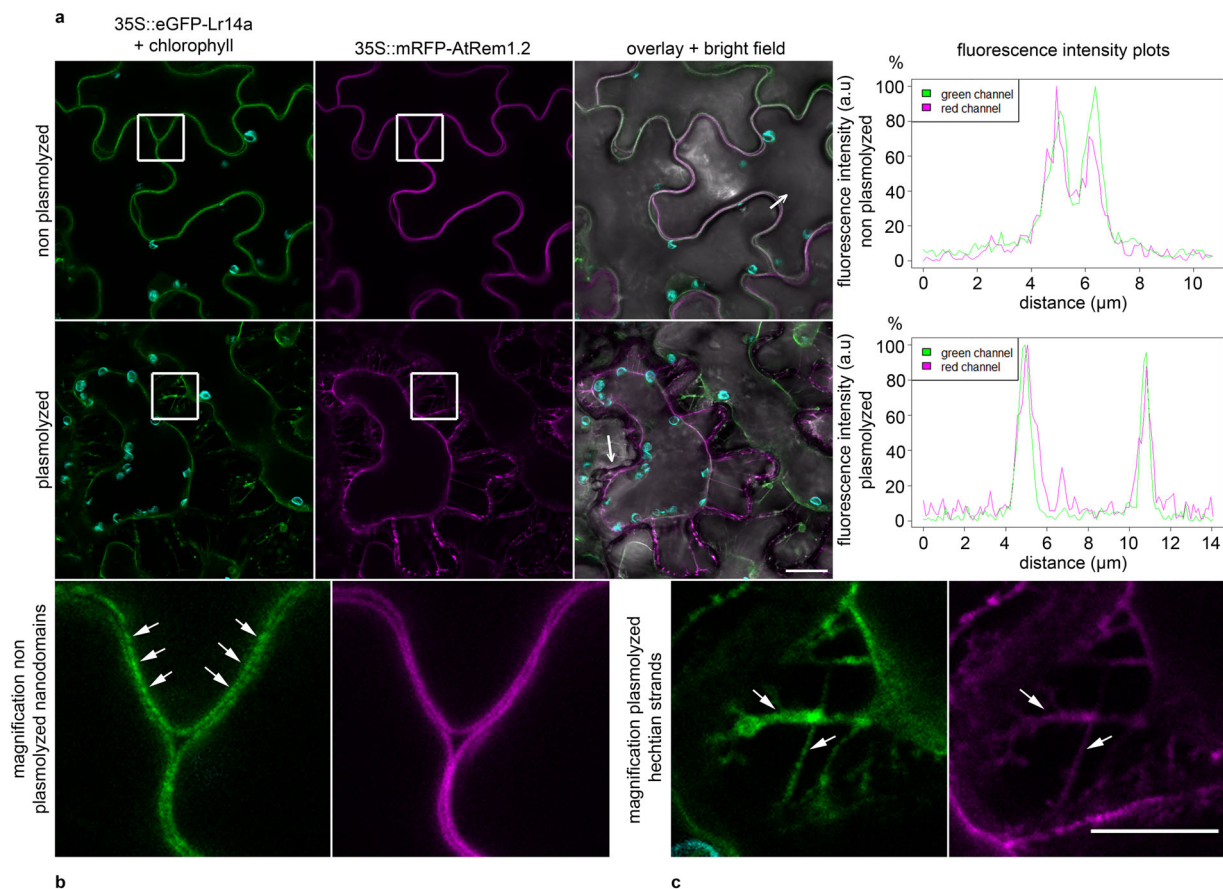 a
35S::eGFP-Lr14a
+ chlorophyll
35S::mRFP-AtRem1.2
overlay + bright field
fluorescence intensity plots
non plasmolyzed
fluorescence intensity (a.u)
non plasmolyzed
%
100
80
60
40
20
0
green channel
red channel
0 2 4 6 8 10
distance (µm)
plasmolyzed
fluorescence intensity (a.u)
plasmolyzed
%
100
80
60
40
20
0
green channel
red channel
0 2 4 6 8 10 12 14
distance (µm)
magnification non
plasmolyzed nanodomains
magnification plasmolyzed
hechtian strands
b
c